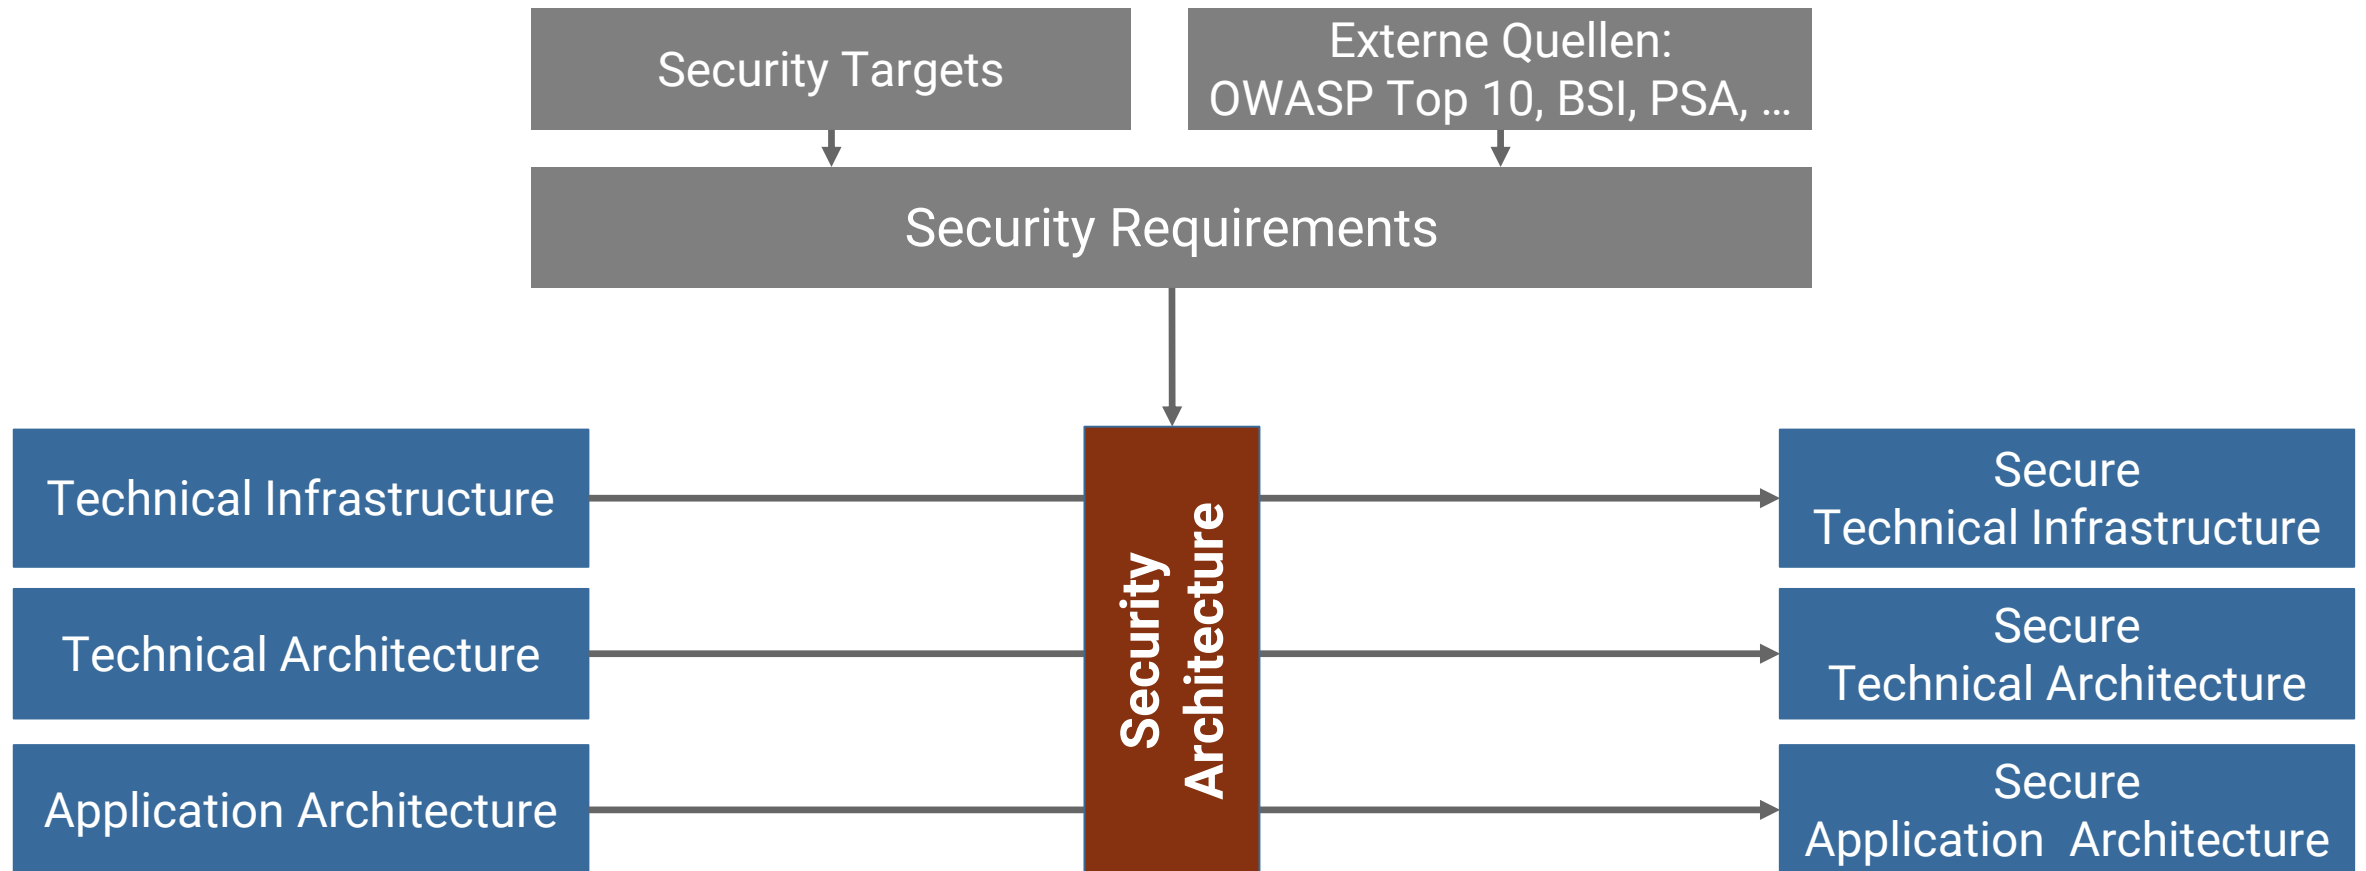 Security Targets
Externe Quellen:
OWASP Top 10, BSI, PSA, ...
Security Requirements
Technical Infrastructure
Technical Architecture
Application Architecture
Security
Architecture
Secure
Technical Infrastructure
Secure
Technical Architecture
Secure
Application Architecture